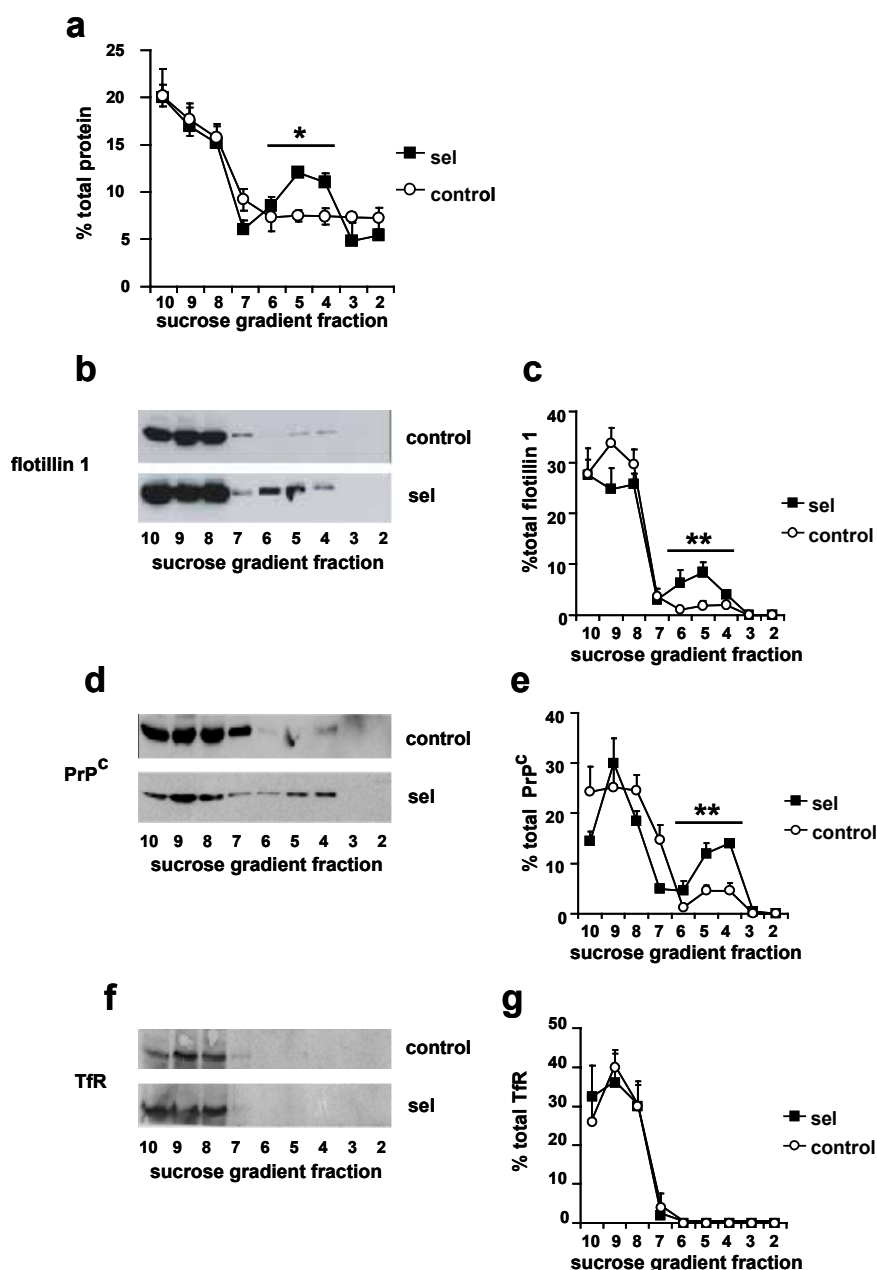 a
25
20
15
10
5
0
% total protein
*
sel
control
10 9 8 7 6 5 4 3 2
sucrose gradient fraction
b
flotillin 1
control
sel
10 9 8 7 6 5 4 3 2
sucrose gradient fraction
c
40
30
20
10
0
%total flotillin 1
**
sel
control
10 9 8 7 6 5 4 3 2
sucrose gradient fraction
d
PrPC
control
sel
10 9 8 7 6 5 4 3 2
sucrose gradient fraction
e
40
30
20
10
0
% total PrPC
**
sel
control
10 9 8 7 6 5 4 3 2
sucrose gradient fraction
f
TfR
control
sel
10 9 8 7 6 5 4 3 2
sucrose gradient fraction
g
50
40
30
20
10
0
% total TfR
sel
control
10 9 8 7 6 5 4 3 2
sucrose gradient fraction